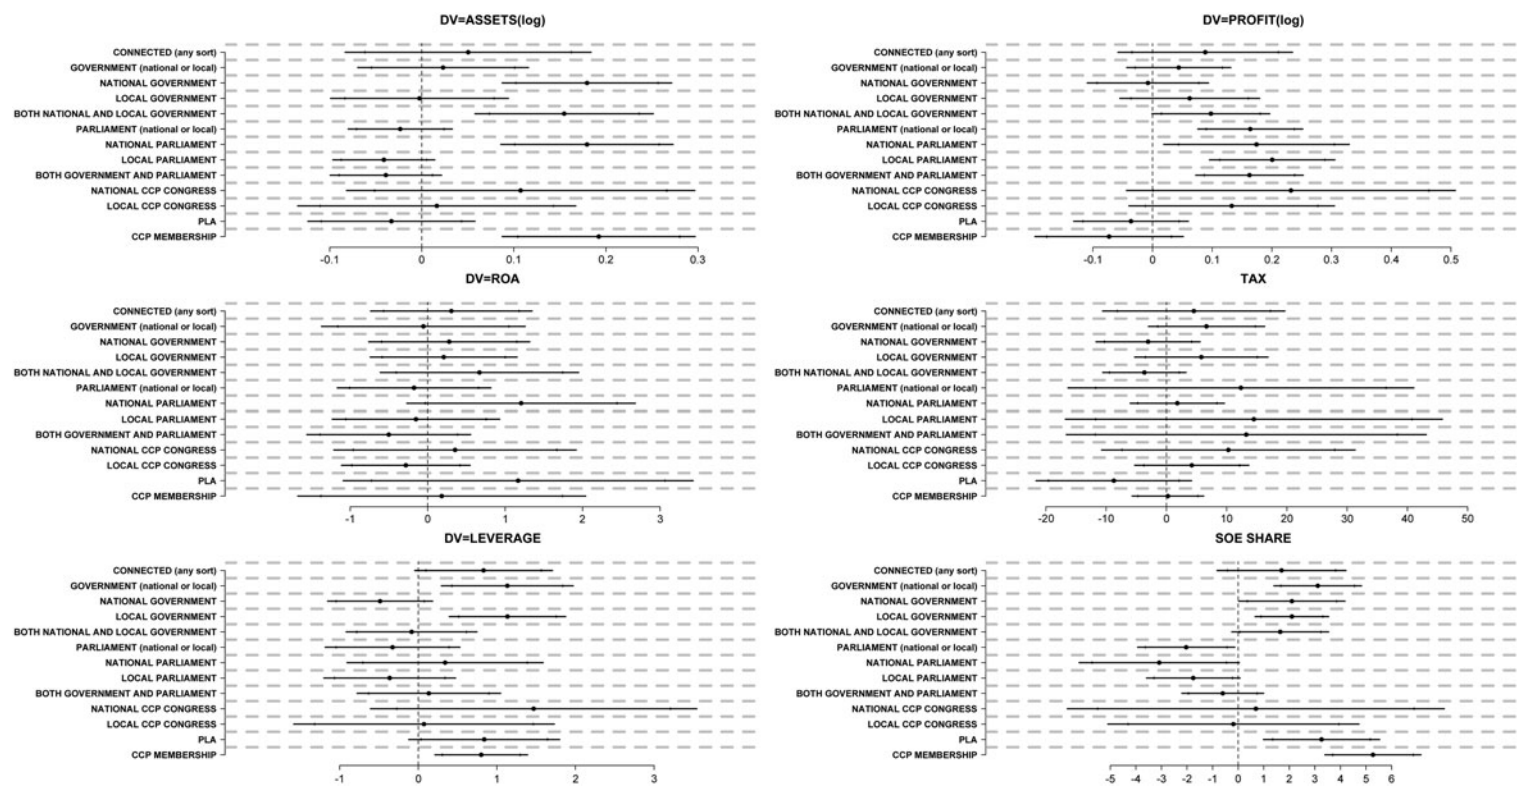 DV=ASSETS(log)
CONNECTED (any sort)
GOVERNMENT (national or local)
NATIONAL GOVERNMENT
LOCAL GOVERNMENT
BOTH NATIONAL AND LOCAL GOVERNMENT
PARLIAMENT (national or local)
NATIONAL PARLIAMENT
LOCAL PARLIAMENT
BOTH GOVERNMENT AND PARLIAMENT
NATIONAL CCP CONGRESS
LOCAL CCP CONGRESS
PLA
CCP MEMBERSHIP
-0.1 0 0.1 0.2 0.3
DV=PROFIT(log)
CONNECTED (any sort)
GOVERNMENT (national or local)
NATIONAL GOVERNMENT
LOCAL GOVERNMENT
BOTH NATIONAL AND LOCAL GOVERNMENT
PARLIAMENT (national or local)
NATIONAL PARLIAMENT
LOCAL PARLIAMENT
BOTH GOVERNMENT AND PARLIAMENT
NATIONAL CCP CONGRESS
LOCAL CCP CONGRESS
PLA
CCP MEMBERSHIP
-0.1 0 0.1 0.2 0.3 0.4 0.5
DV=ROA
CONNECTED (any sort)
GOVERNMENT (national or local)
NATIONAL GOVERNMENT
LOCAL GOVERNMENT
BOTH NATIONAL AND LOCAL GOVERNMENT
PARLIAMENT (national or local)
NATIONAL PARLIAMENT
LOCAL PARLIAMENT
BOTH GOVERNMENT AND PARLIAMENT
NATIONAL CCP CONGRESS
LOCAL CCP CONGRESS
PLA
CCP MEMBERSHIP
-1 0 1 2 3
TAX
CONNECTED (any sort)
GOVERNMENT (national or local)
NATIONAL GOVERNMENT
LOCAL GOVERNMENT
BOTH NATIONAL AND LOCAL GOVERNMENT
PARLIAMENT (national or local)
NATIONAL PARLIAMENT
LOCAL PARLIAMENT
BOTH GOVERNMENT AND PARLIAMENT
NATIONAL CCP CONGRESS
LOCAL CCP CONGRESS
PLA
CCP MEMBERSHIP
-20 -10 0 10 20 30 40 50
DV=LEVERAGE
CONNECTED (any sort)
GOVERNMENT (national or local)
NATIONAL GOVERNMENT
LOCAL GOVERNMENT
BOTH NATIONAL AND LOCAL GOVERNMENT
PARLIAMENT (national or local)
NATIONAL PARLIAMENT
LOCAL PARLIAMENT
BOTH GOVERNMENT AND PARLIAMENT
NATIONAL CCP CONGRESS
LOCAL CCP CONGRESS
PLA
CCP MEMBERSHIP
-1 0 1 2 3
SOE SHARE
CONNECTED (any sort)
GOVERNMENT (national or local)
NATIONAL GOVERNMENT
LOCAL GOVERNMENT
BOTH NATIONAL AND LOCAL GOVERNMENT
PARLIAMENT (national or local)
NATIONAL PARLIAMENT
LOCAL PARLIAMENT
BOTH GOVERNMENT AND PARLIAMENT
NATIONAL CCP CONGRESS
LOCAL CCP CONGRESS
PLA
CCP MEMBERSHIP
-5 -4 -3 -2 -1 0 1 2 3 4 5 6